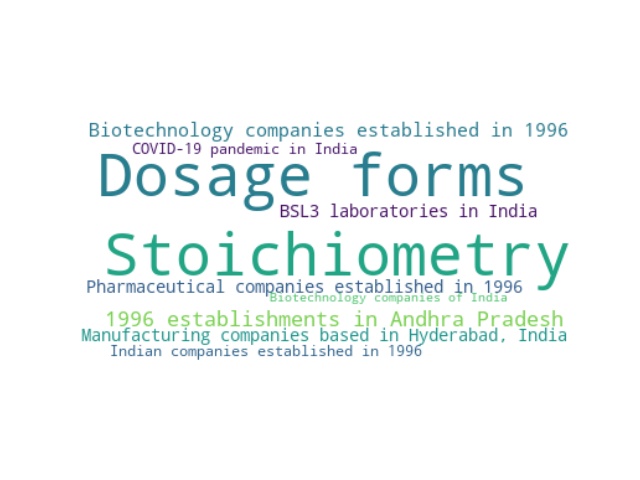 Biotechnology companies established in 1996
COVID-19 pandemic in India
Dosage forms
BSL3 laboratories in India
Stoichiometry
Pharmaceutical companies established in 1996
Biotechnology companies of India
1996 establishments in Andhra Pradesh
Manufacturing companies based in Hyderabad, India
Indian companies established in 1996